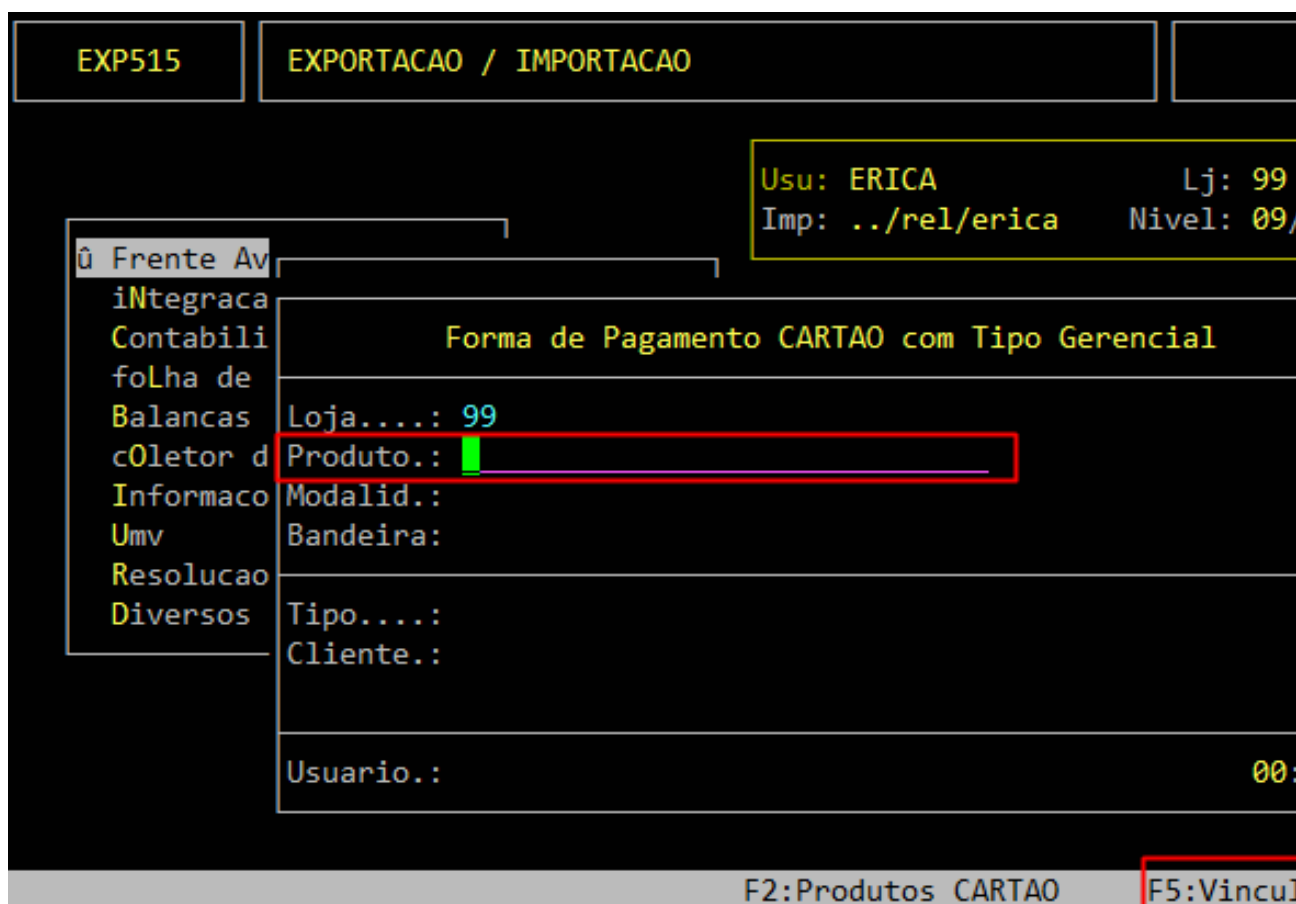 EXP515 EXPORTACAO / IMPORTACAO
Usu: ERICA Lj: 99
Imp: ../rel/erica Nivel: 09/
û Frente Av
iNtegraca
Contabili Forma de Pagamento CARTAO com Tipo Gerencial
foLha de
Balancas Loja....: 99
cOletor d Produto.:
Informaco Modalid.:
Umv Bandeira:
Resolucao
Diversos Tipo....:
Cliente.:
Usuario.: 00:
F2:Produtos CARTAO F5:Vincul